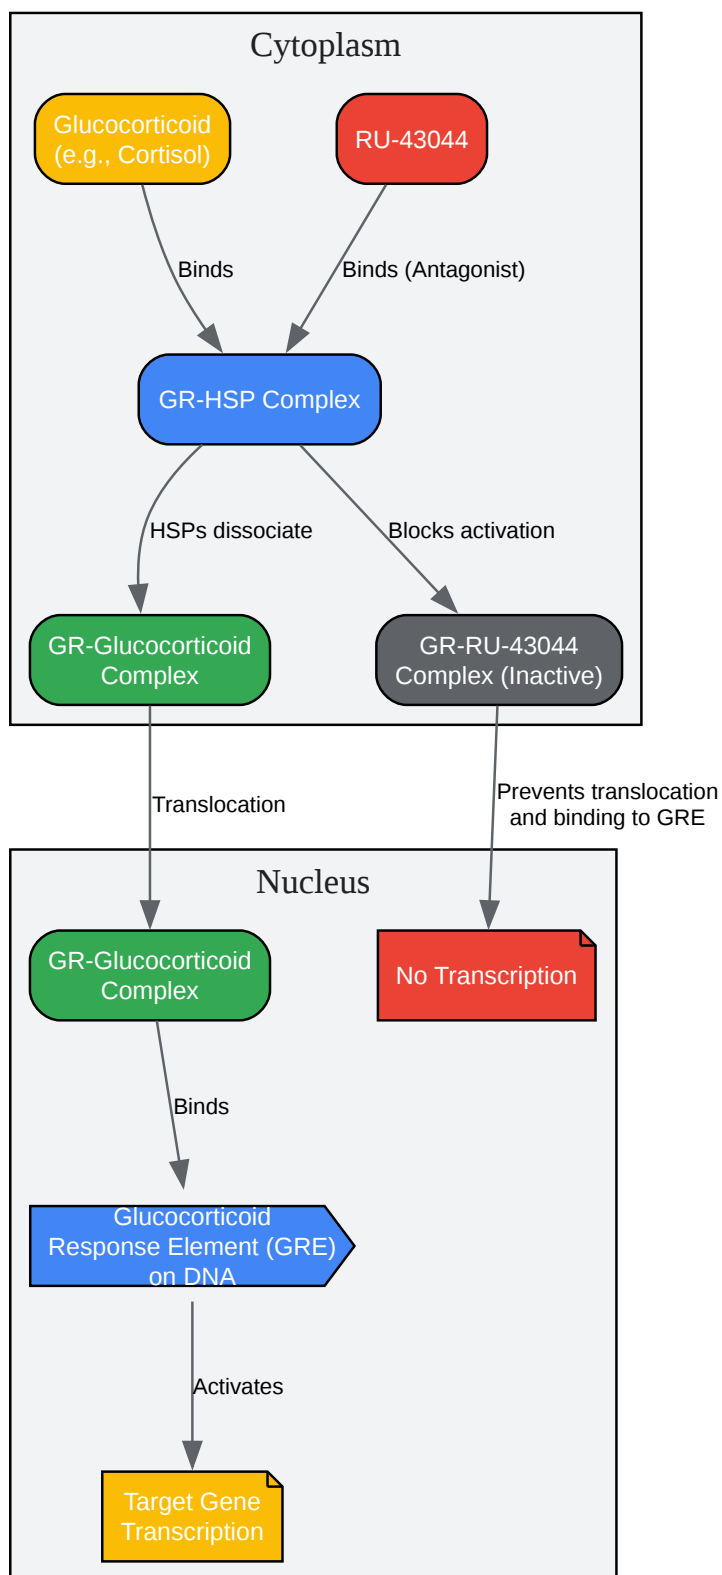 Cytoplasm
Glucocorticoid
(e.g., Cortisol)
RU-43044
Binds
Binds (Antagonist)
GR-HSP Complex
HSPs dissociate
Blocks activation
GR-Glucocorticoid
Complex
GR-RU-43044
Complex (Inactive)
Translocation
Prevents translocation
and binding to GRE
Nucleus
GR-Glucocorticoid
Complex
No Transcription
Binds
Glucocorticoid
Response Element (GRE)
on DNA
Activates
Target Gene
Transcription